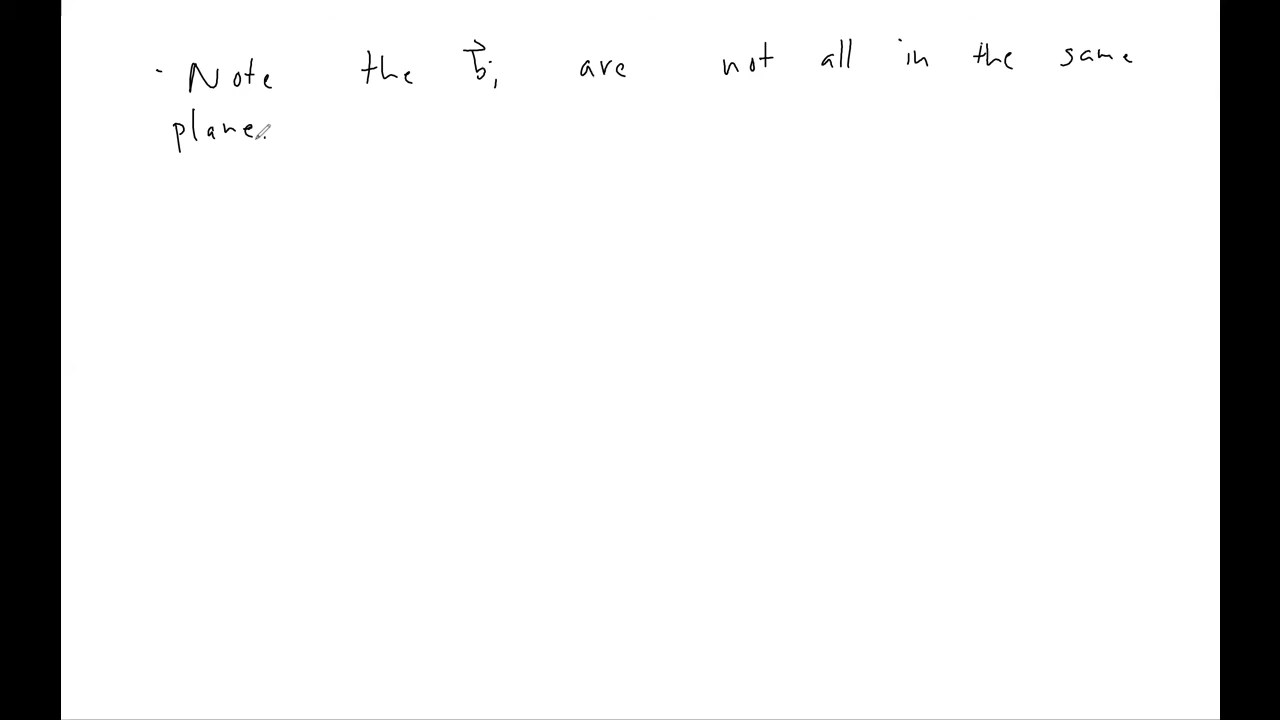 · Note the b⃗ᵢ are not all in the same
plane.